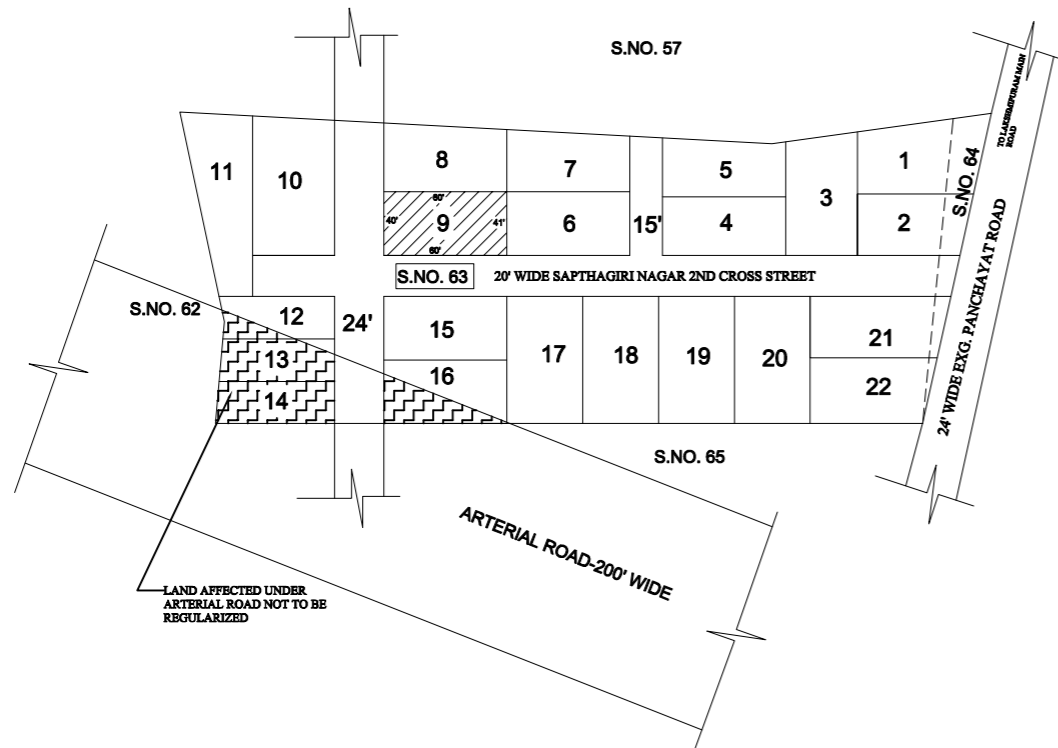 S.NO. 57
TO LAKSHMIPURAM MAIN
ROAD
11
10
8
7
5
3
1
S.NO. 64
60'
40'
9
41'
60'
6
15'
4
2
S.NO. 63
20' WIDE SAPTHAGIRI NAGAR 2ND CROSS STREET
S.NO. 62
12
24'
15
17
18
19
20
21
24' WIDE EXG. PANCHAYAT ROAD
13
16
22
14
S.NO. 65
ARTERIAL ROAD-200' WIDE
LAND AFFECTED UNDER
ARTERIAL ROAD NOT TO BE
REGULARIZED